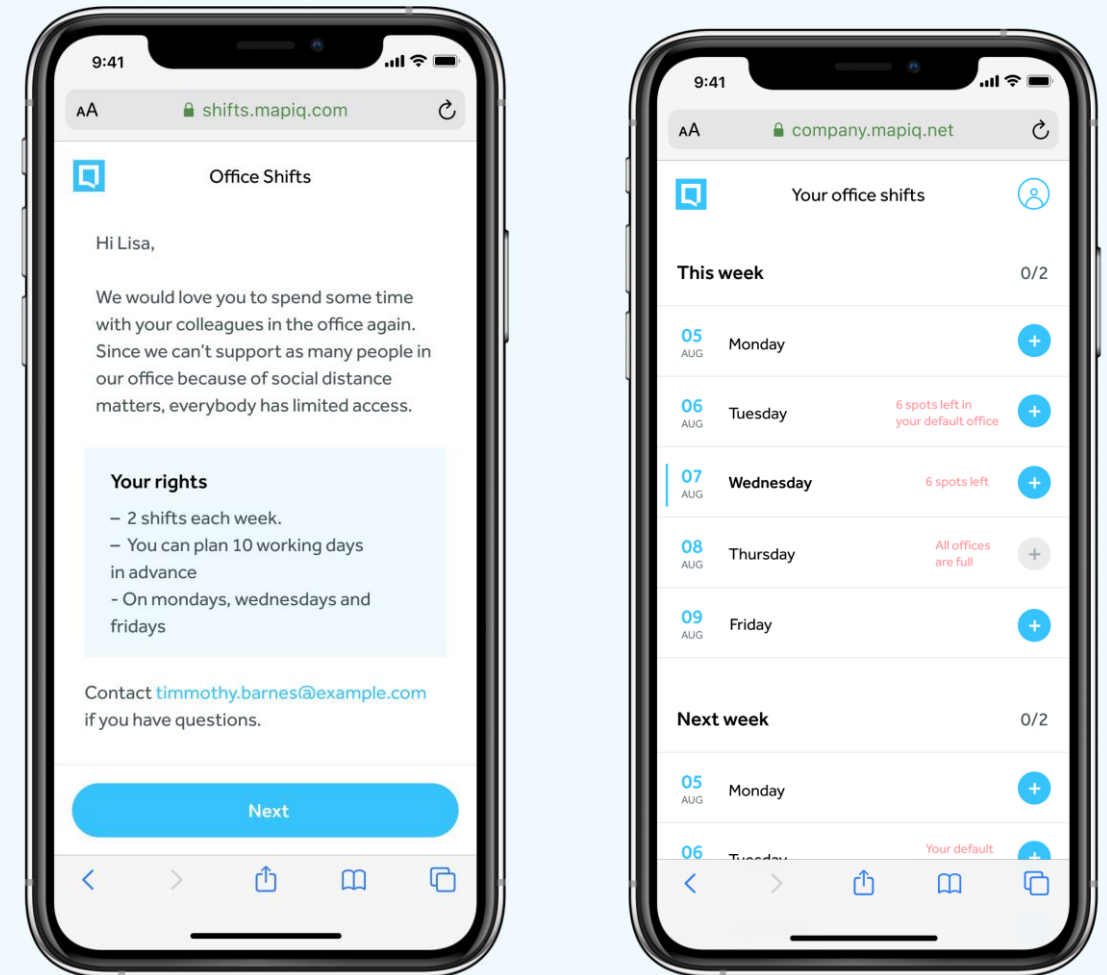 9:41
AA shifts.mapiq.com
Office Shifts
Hi Lisa,
We would love you to spend some time
with your colleagues in the office again.
Since we can't support as many people in
our office because of social distance
matters, everybody has limited access.
Your rights
– 2 shifts each week.
– You can plan 10 working days
in advance
- On mondays, wednesdays and
fridays
Contact timmothy.barnes@example.com
if you have questions.
Next
9:41
AA company.mapiq.net
Your office shifts
This week 0/2
05 Monday +
AUG
06 Tuesday 6 spots left in +
AUG your default office
07 Wednesday 6 spots left +
AUG
08 Thursday All offices +
AUG are full
09 Friday +
AUG
Next week 0/2
05 Monday +
AUG
06 Tuesday Your default +